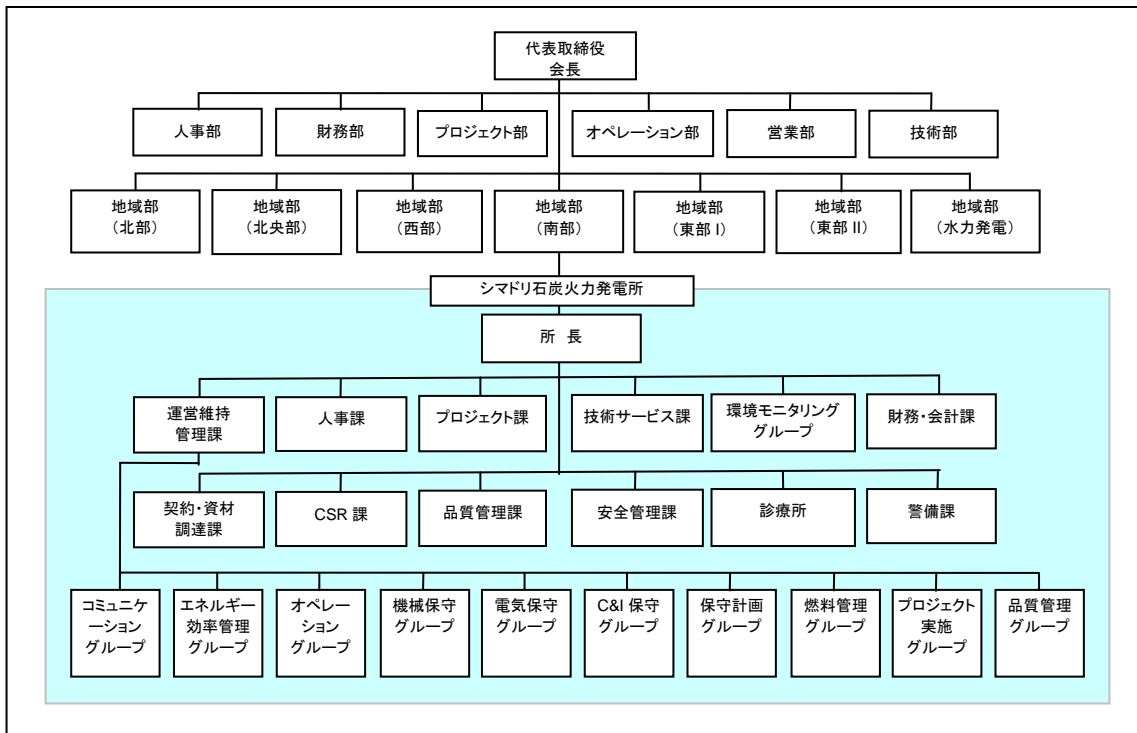 代表取締役
会長
人事部
財務部
プロジェクト部
オペレーション部
営業部
技術部
地域部
(北部)
地域部
(北央部)
地域部
(西部)
地域部
(南部)
地域部
(東部 I)
地域部
(東部 II)
地域部
(水力発電)
シマドリ石炭火力発電所
所 長
運営維持
管理課
人事課
プロジェクト課
技術サービス課
環境モニタリング
グループ
財務・会計課
契約・資材
調達課
CSR 課
品質管理課
安全管理課
診療所
警備課
コミュニケ
ーション
グループ
エネルギー
効率管理
グループ
オペレー
ション
グループ
機械保守
グループ
電気保守
グループ
C&I 保守
グループ
保守計画
グループ
燃料管理
グループ
プロジェクト
実施
グループ
品質管理
グループ